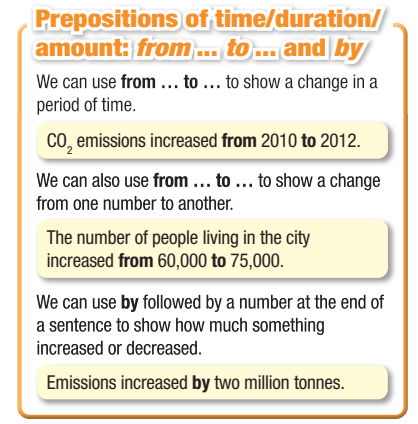 Prepositions of time/duration/
amount: from ... to ... and by
We can use from … to … to show a change in a
period of time.
CO₂ emissions increased from 2010 to 2012.
We can also use from … to … to show a change
from one number to another.
The number of people living in the city
increased from 60,000 to 75,000.
We can use by followed by a number at the end of
a sentence to show how much something
increased or decreased.
Emissions increased by two million tonnes.